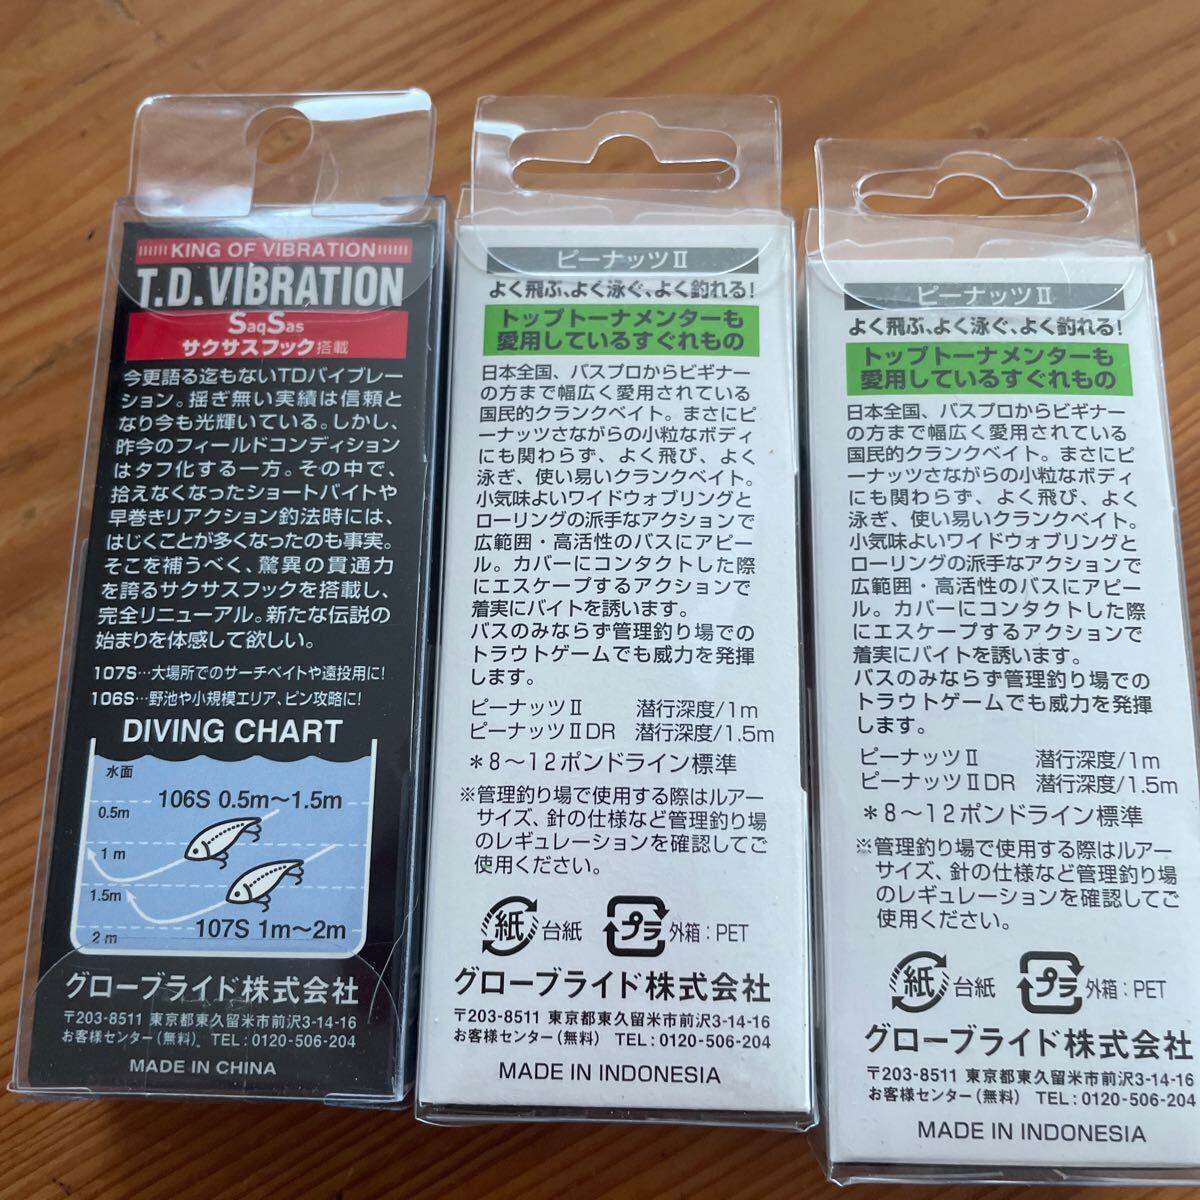 KING OF VIBRATION
T.D.VIBRATION
SaqSas
サクサスフック搭載
今更語る迄もないTDバイブレー
ション。揺ぎ無い実績は信頼と
なり今も光輝いている。しかし、
昨今のフィールドコンディション
はタフ化する一方。その中で、
拾えなくなったショートバイトや
早巻きリアクション釣法時には、
はじくことが多くなったのも事実。
そこを補うべく、驚異の貫通力
を誇るサクサスフックを搭載し、
完全リニューアル。新たな伝説の
始まりを体感して欲しい。
107S…大場所でのサーチベイトや遠投用に!
106S…野池や小規模エリア、ピン攻略に!
DIVING CHART
水面
106S 0.5m〜1.5m
0.5m
1m
1.5m
107S 1m〜2m
2m
グローブライド株式会社
〒203-8511 東京都東久留米市前沢3-14-16
お客様センター(無料) TEL:0120-506-204
MADE IN CHINA
ピーナッツII
よく飛ぶ、よく泳ぐ、よく釣れる!
トップトーナメンターも
愛用しているすぐれもの
日本全国、バスプロからビギナー
の方まで幅広く愛用されている
国民的クランクベイト。まさにピ
ーナッツさながらの小粒なボディ
にも関わらず、よく飛び、よく
泳ぎ、使い易いクランクベイト。
小気味よいワイドウォブリングと
ローリングの派手なアクションで
広範囲・高活性のバスにアピー
ル。カバーにコンタクトした際
にエスケープするアクションで
着実にバイトを誘います。
バスのみならず管理釣り場での
トラウトゲームでも威力を発揮
します。
ピーナッツII 潜行深度/1m
ピーナッツIIDR 潜行深度/1.5m
*8〜12ポンドライン標準
※管理釣り場で使用する際はルアー
サイズ、針の仕様など管理釣り場
のレギュレーションを確認してご
使用ください。
紙 台紙 プラ 外箱:PET
グローブライド株式会社
〒203-8511 東京都東久留米市前沢3-14-16
お客様センター(無料) TEL:0120-506-204
MADE IN INDONESIA
ピーナッツII
よく飛ぶ、よく泳ぐ、よく釣れる!
トップトーナメンターも
愛用しているすぐれもの
日本全国、バスプロからビギナー
の方まで幅広く愛用されている
国民的クランクベイト。まさにピ
ーナッツさながらの小粒なボディ
にも関わらず、よく飛び、よく
泳ぎ、使い易いクランクベイト。
小気味よいワイドウォブリングと
ローリングの派手なアクションで
広範囲・高活性のバスにアピー
ル。カバーにコンタクトした際
にエスケープするアクションで
着実にバイトを誘います。
バスのみならず管理釣り場での
トラウトゲームでも威力を発揮
します。
ピーナッツII 潜行深度/1m
ピーナッツIIDR 潜行深度/1.5m
*8〜12ポンドライン標準
※管理釣り場で使用する際はルアー
サイズ、針の仕様など管理釣り場
のレギュレーションを確認してご
使用ください。
紙 台紙 プラ 外箱:PET
グローブライド株式会社
〒203-8511 東京都東久留米市前沢3-14-16
お客様センター(無料) TEL:0120-506-204
MADE IN INDONESIA